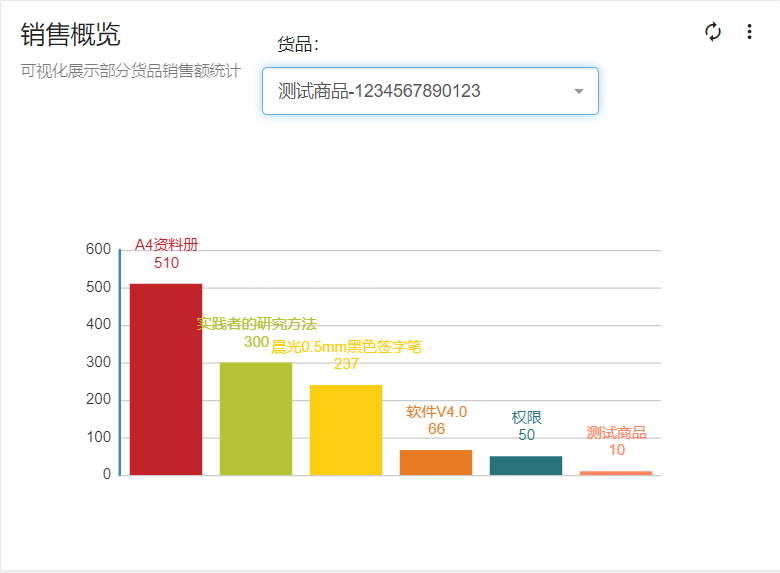 销售概览
可视化展示部分货品销售额统计
货品：
测试商品-1234567890123
600
500
400
300
200
100
0
A4资料册
510
实践者的研究方法
300
晨光0.5mm黑色签字笔
237
软件V4.0
66
权限
50
测试商品
10